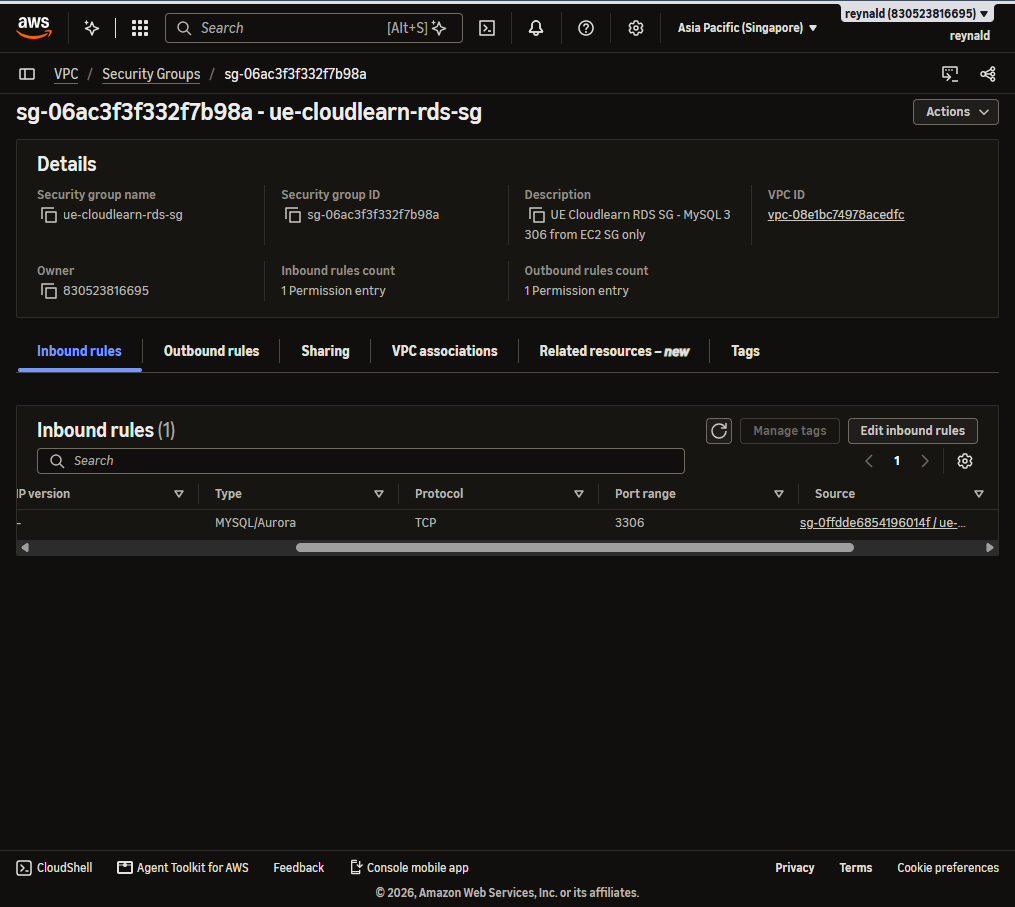 aws
Search [Alt+S]
Asia Pacific (Singapore)
reynald (830523816695)
reynald
VPC / Security Groups / sg-06ac3f3f332f7b98a
sg-06ac3f3f332f7b98a - ue-cloudlearn-rds-sg
Actions
Details
Security group name
ue-cloudlearn-rds-sg
Security group ID
sg-06ac3f3f332f7b98a
Description
UE Cloudlearn RDS SG - MySQL 3
306 from EC2 SG only
VPC ID
vpc-08e1bc74978acedfc
Owner
830523816695
Inbound rules count
1 Permission entry
Outbound rules count
1 Permission entry
Inbound rules Outbound rules Sharing VPC associations Related resources – new Tags
Inbound rules (1)
Manage tags Edit inbound rules
Search
1
IP version Type Protocol Port range Source
- MYSQL/Aurora TCP 3306 sg-0ffdde6854196014f / ue-...
CloudShell Agent Toolkit for AWS Feedback Console mobile app Privacy Terms Cookie preferences
© 2026, Amazon Web Services, Inc. or its affiliates.